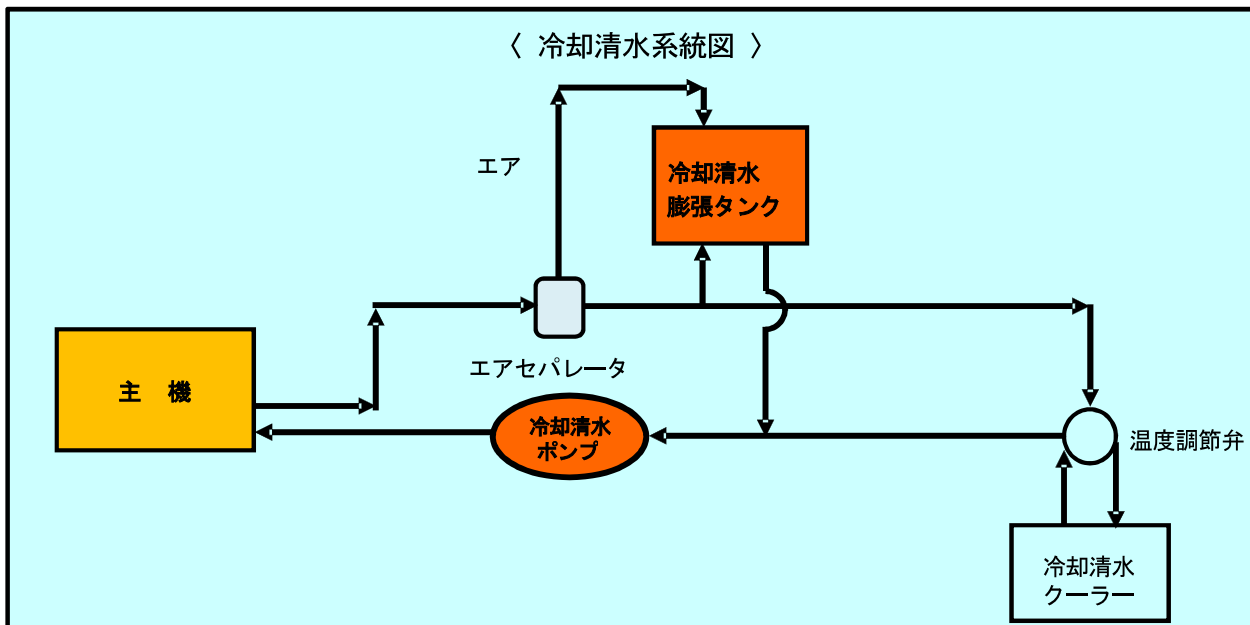 〈 冷却清水系統図 〉
エア
冷却清水
膨張タンク
エアセパレータ
主 機
冷却清水
ポンプ
温度調節弁
冷却清水
クーラー